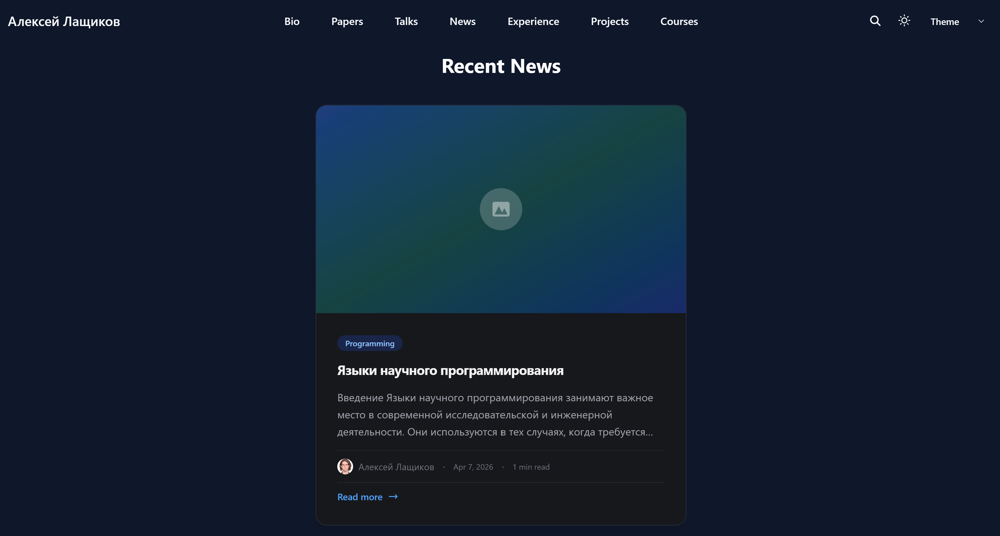 Алексей Лащиков
Bio
Papers
Talks
News
Experience
Projects
Courses
Theme
Recent News
Programming
Языки научного программирования
Введение Языки научного программирования занимают важное
место в современной исследовательской и инженерной
деятельности. Они используются в тех случаях, когда требуется...
Алексей Лащиков • Apr 7, 2026 • 1 min read
Read more →